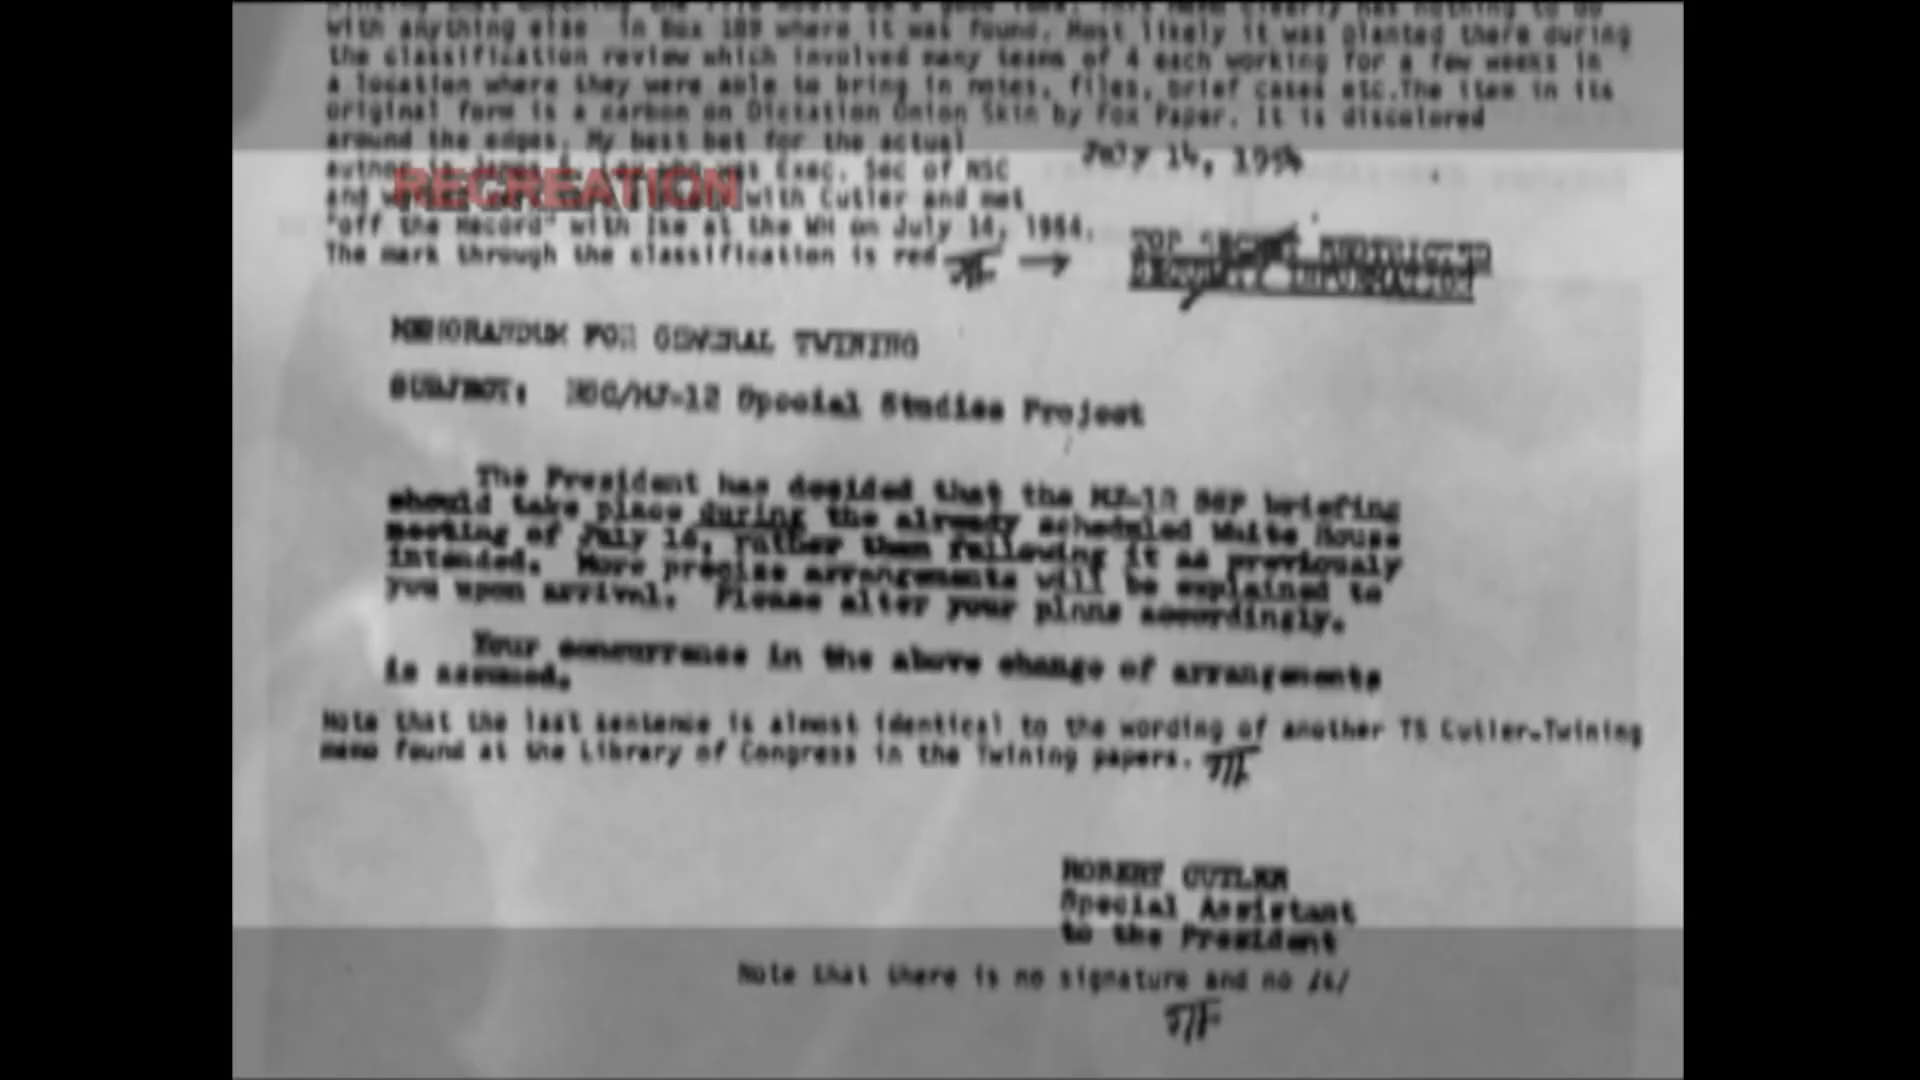 with anything else in Box 189 where it was found. Most likely it was planted there during
the classification review which involved many teams of 4 each working for a few weeks in
a location where they were able to bring in notes, files, brief cases etc.The item in its
original form is a carbon on Dictation Onion Skin by Fox Paper. It is discolored
around the edges. My best bet for the actual
July 14, 1954
author is James Exec. Sec of NSC
RECREATION
and with Cutler and met
"off the Record" with Ike at the WH on July 14, 1954.
The mark through the classification is red
TOP SECRET RESTRICTED
SECURITY INFORMATION
MEMORANDUM FOR GENERAL TWINING
SUBJECT: NSC/MJ-12 Special Studies Project
The President has decided that the MJ-12 SSP briefing
should take place during the already scheduled White House
meeting of July 16, rather than following it as previously
intended. More precise arrangements will be explained to
you upon arrival. Please alter your plans accordingly.
Your concurrence in the above change of arrangements
is assumed.
Note that the last sentence is almost identical to the wording of another TS Cutler-Twining
memo found at the Library of Congress in the Twining papers.
ROBERT CUTLER
Special Assistant
to the President
Note that there is no signature and no /s/